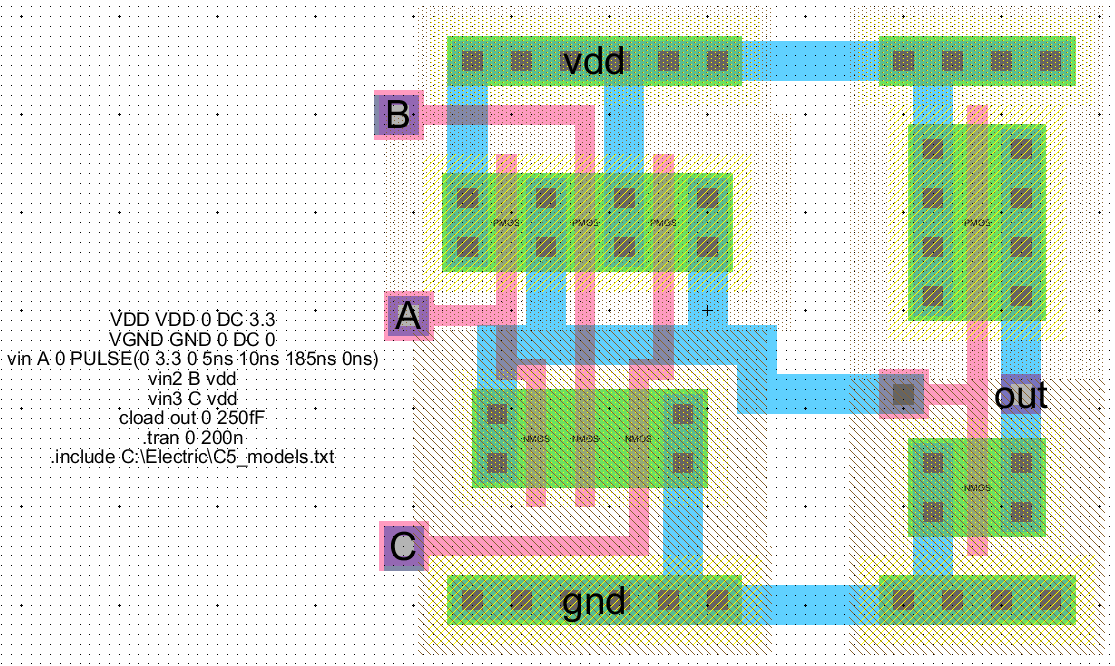 vdd
B
PMOS PMOS PMOS PMOS
A
VDD VDD 0 DC 3.3
VGND GND 0 DC 0
vin A 0 PULSE(0 3.3 0 5ns 10ns 185ns 0ns)
vin2 B vdd
vin3 C vdd
cload out 0 250fF
.tran 0 200n
.include C:\Electric\C5_models.txt
out
NMOS NMOS NMOS
NMOS
C
gnd